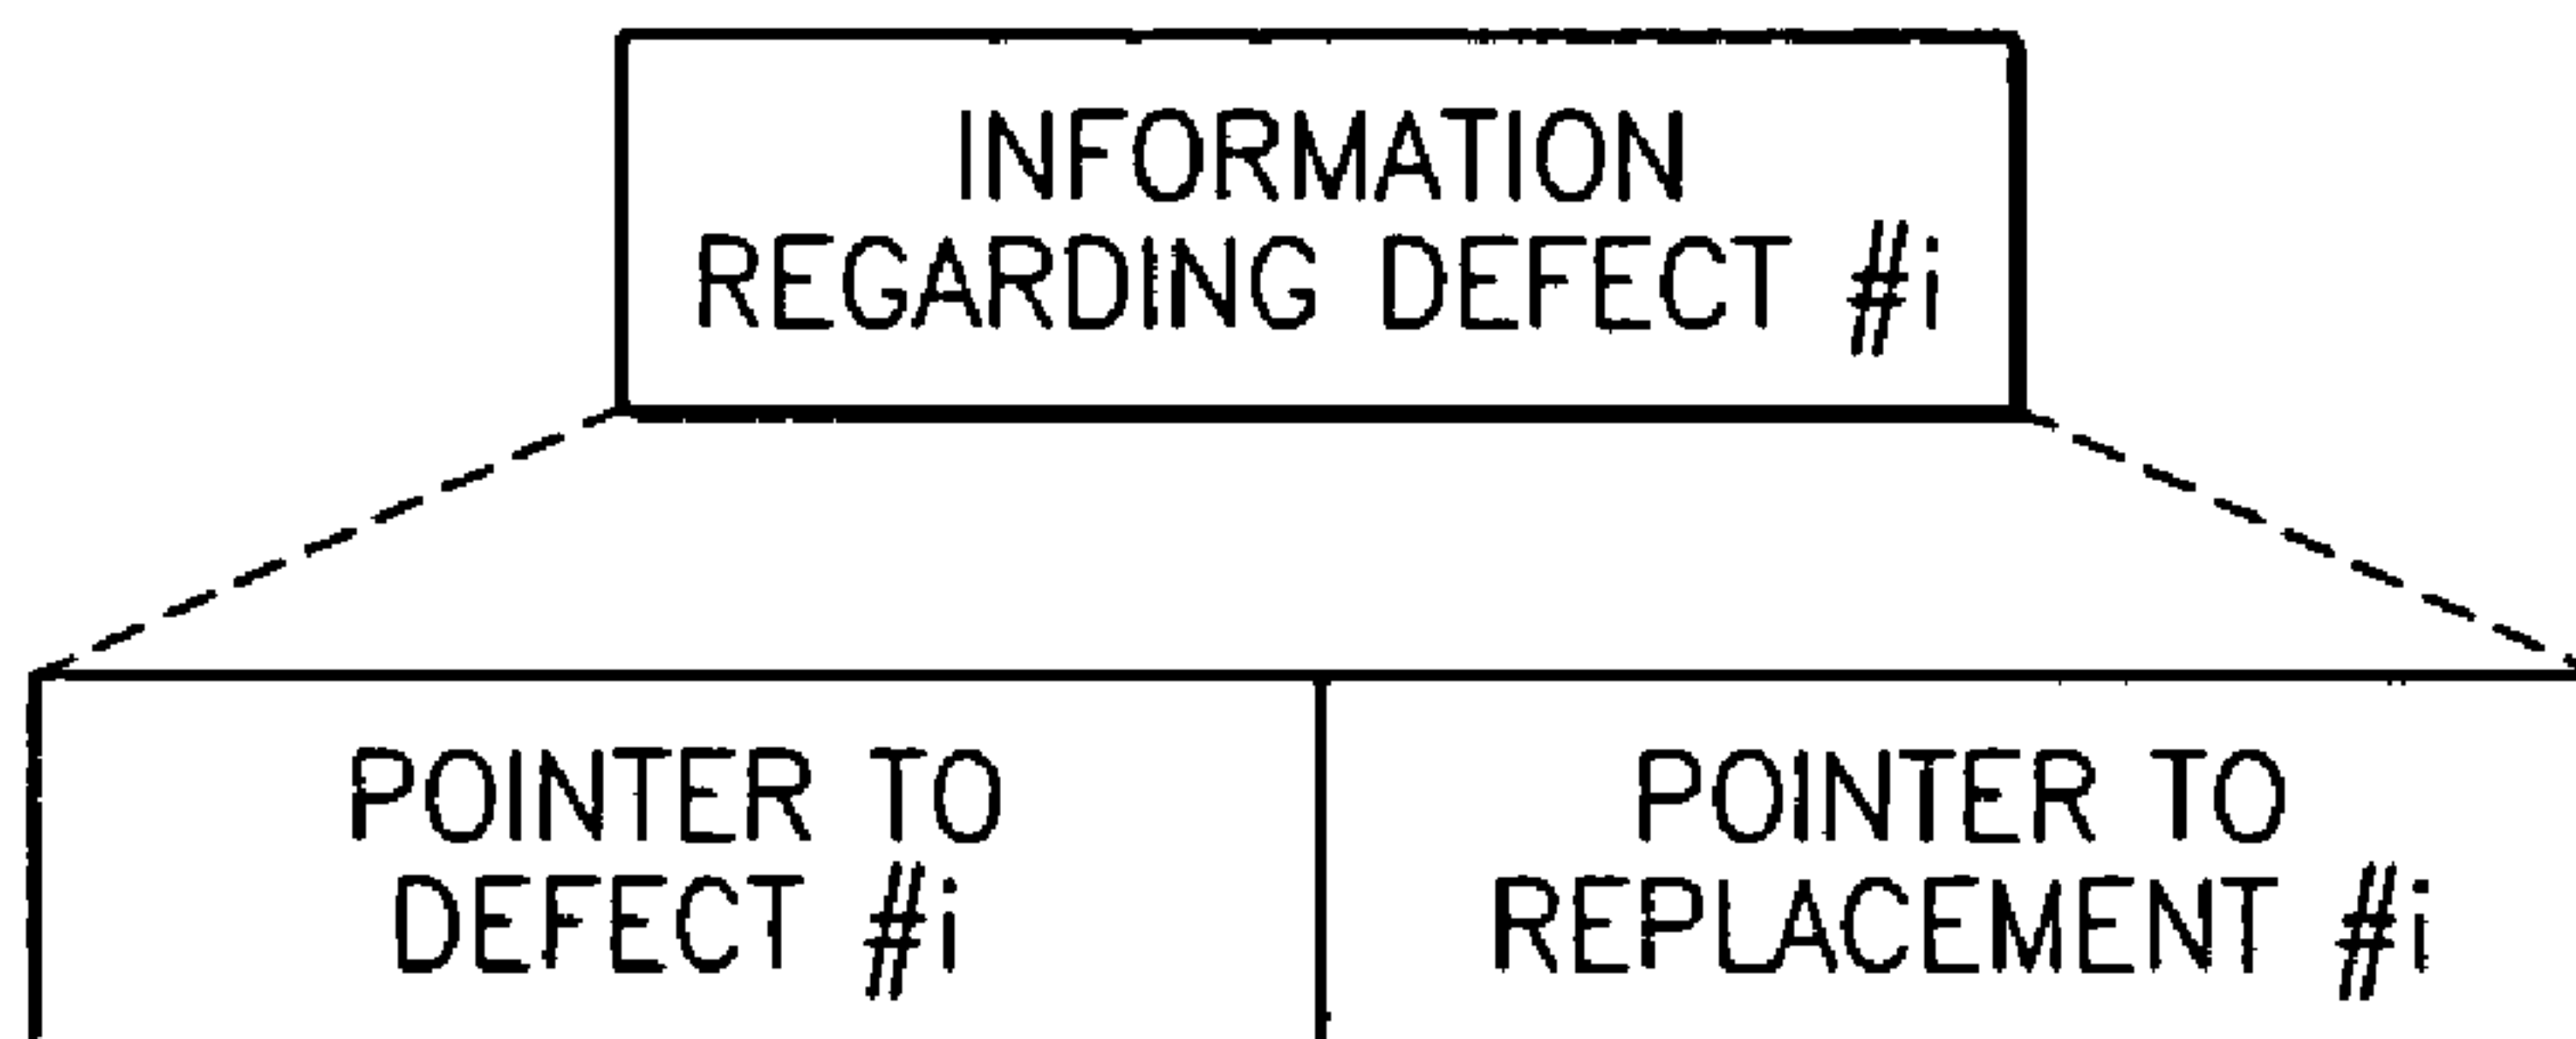 INFORMATION
REGARDING DEFECT #i
POINTER TO
DEFECT #i
POINTER TO
REPLACEMENT #i